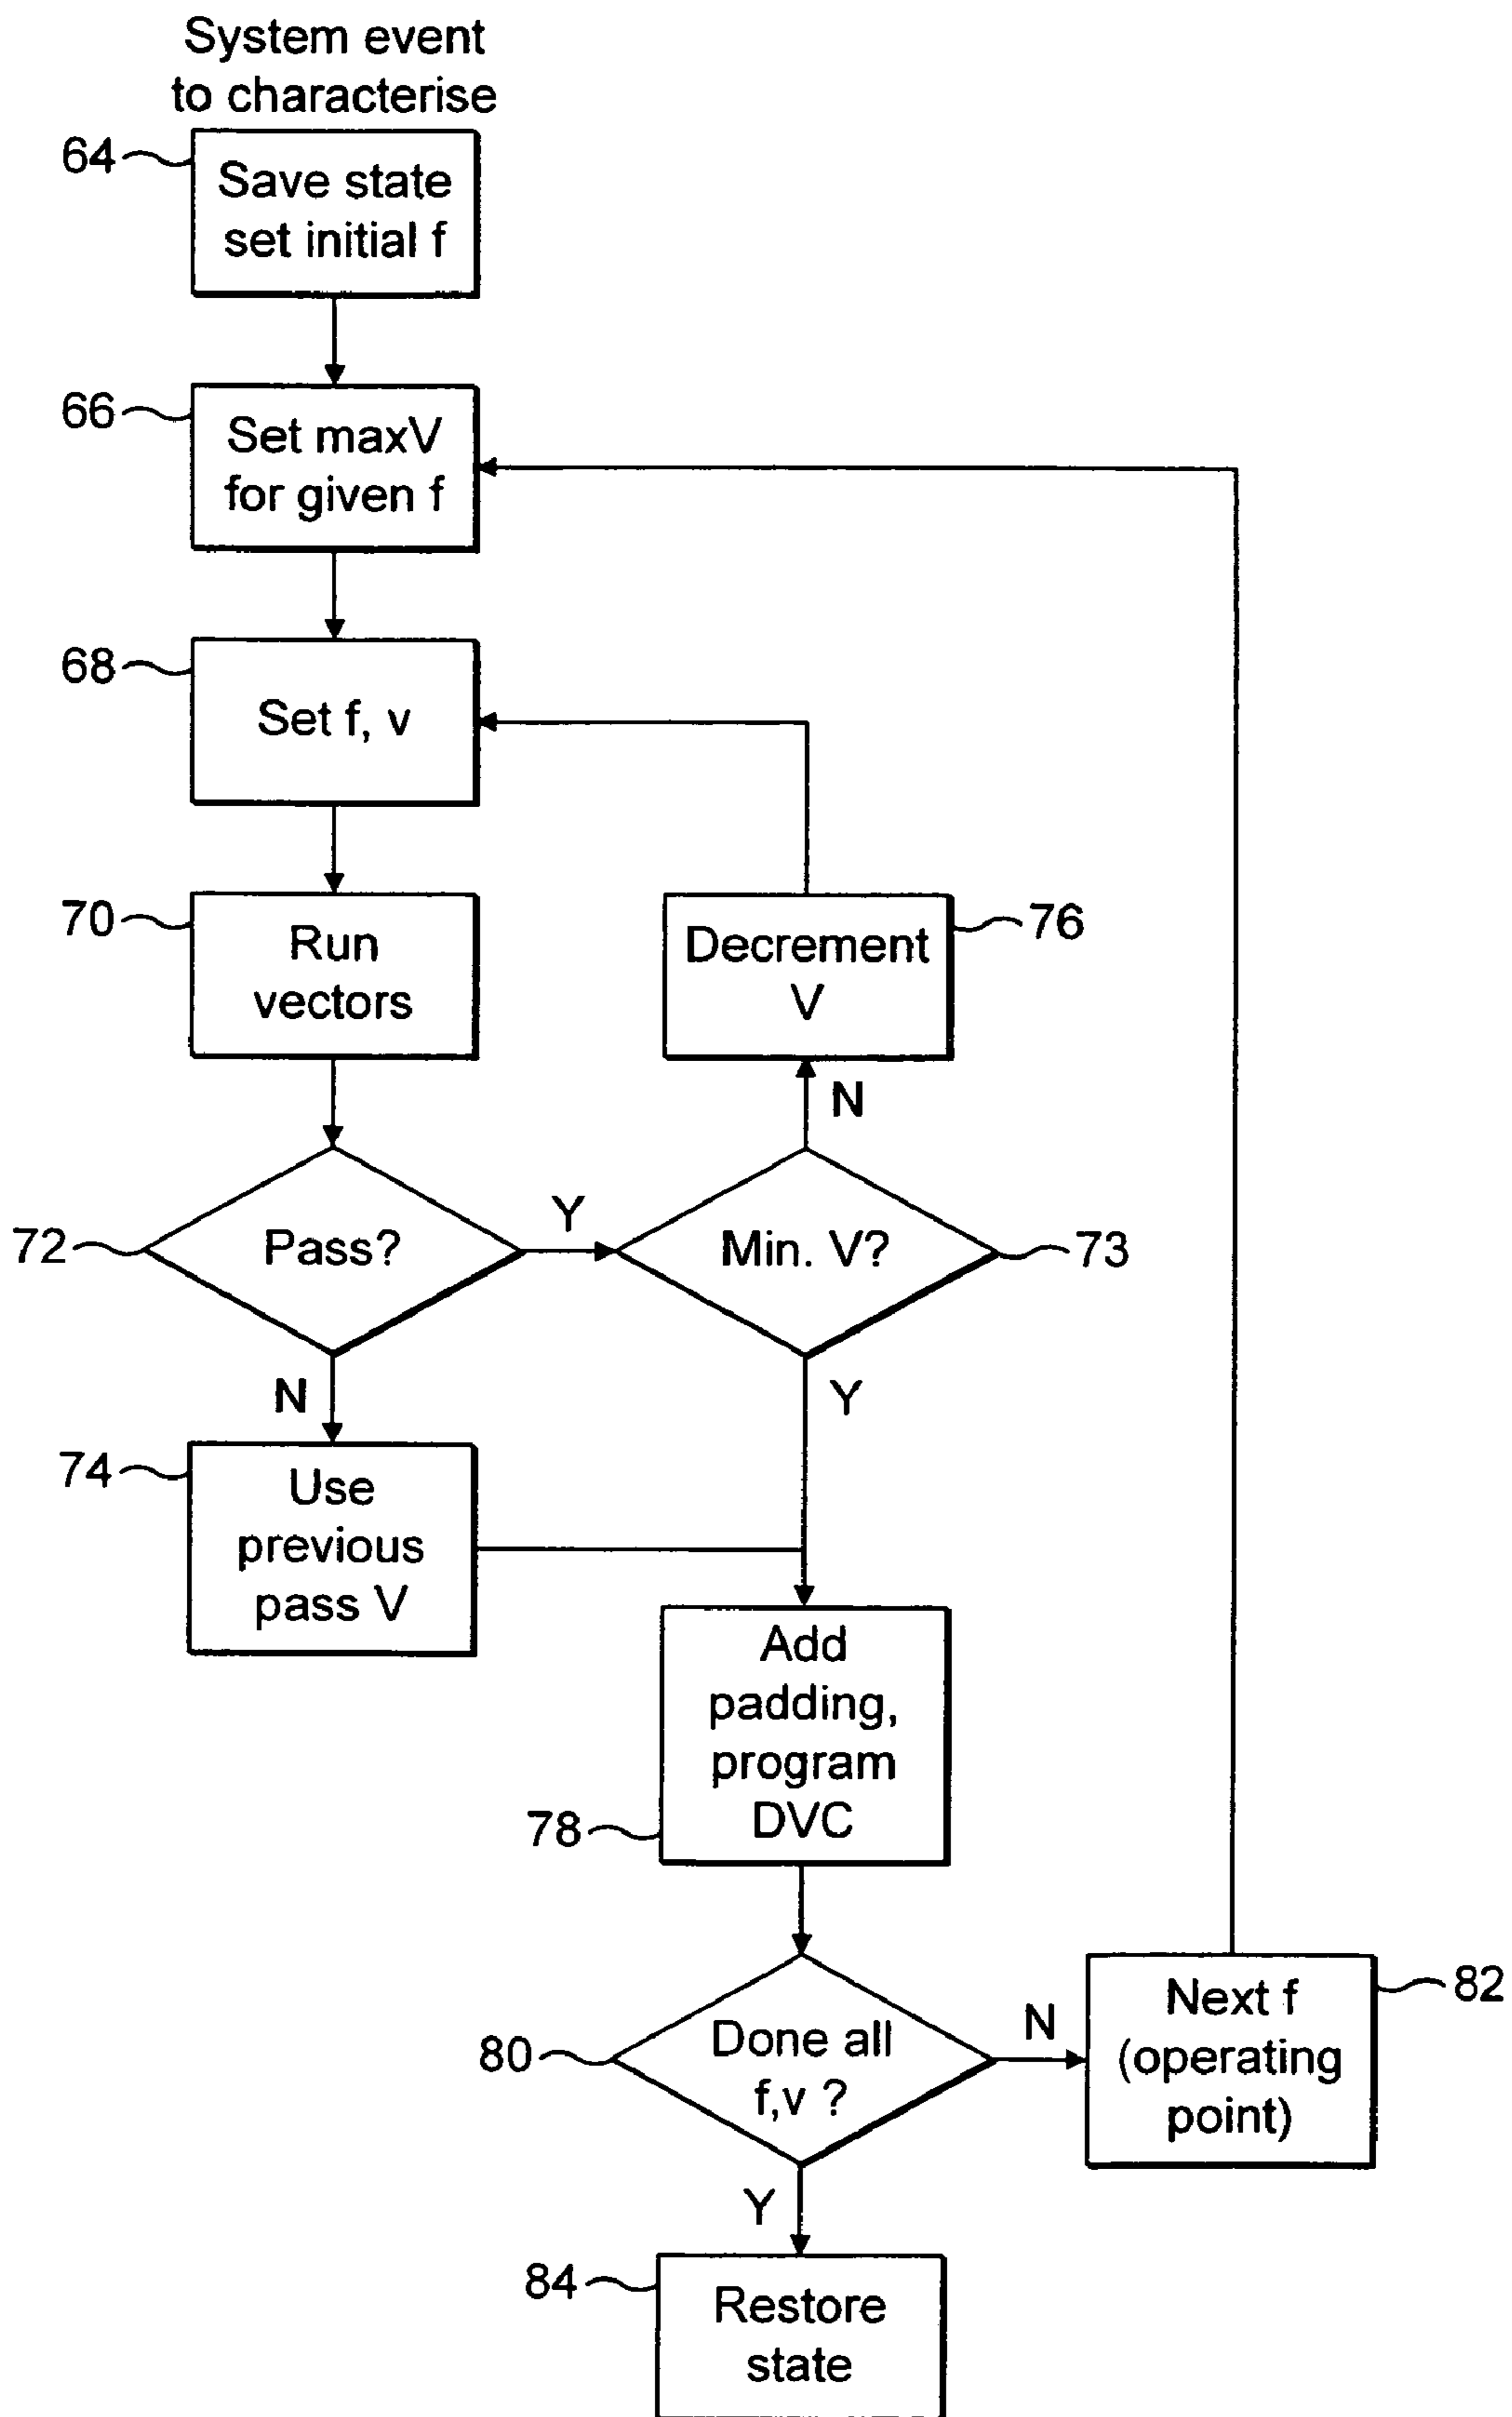 System event
to characterise
64
Save state
set initial f
66
Set maxV
for given f
68
Set f, v
70
Run
vectors
Decrement
V
76
N
72
Pass?
Y
Min. V?
73
N
Y
74
Use
previous
pass V
Add
padding,
program
DVC
78
80
Done all
f,v ?
N
Next f
(operating
point)
82
Y
84
Restore
state